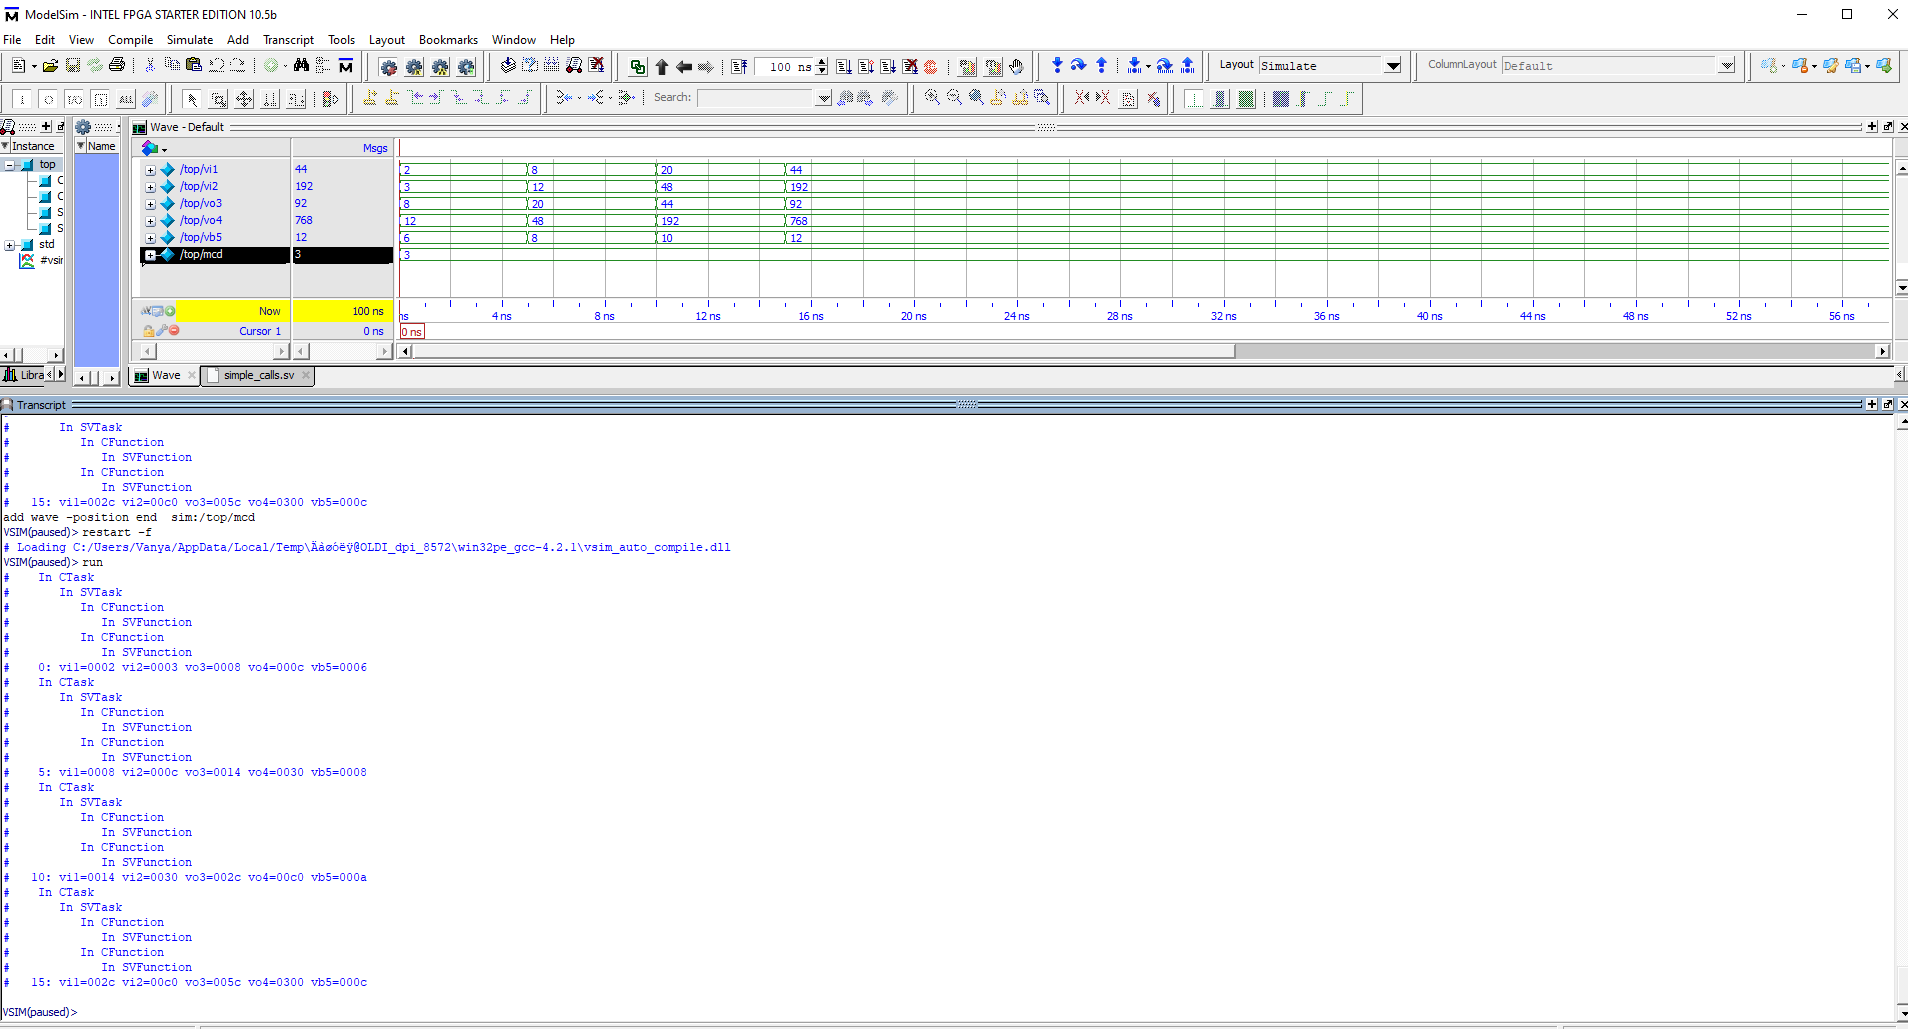 ModelSim - INTEL FPGA STARTER EDITION 10.5b
File Edit View Compile Simulate Add Transcript Tools Layout Bookmarks Window Help
100 ns
Layout Simulate
ColumnLayout Default
Search:
Wave - Default
Instance
Name
Msgs
top
std
#vsim
/top/vi1 44 2 8 20 44
/top/vi2 192 3 12 48 192
/top/vo3 92 8 20 44 92
/top/vo4 768 12 48 192 768
/top/vb5 12 6 8 10 12
/top/mcd 3 3
Now 100 ns
ns 4 ns 8 ns 12 ns 16 ns 20 ns 24 ns 28 ns 32 ns 36 ns 40 ns 44 ns 48 ns 52 ns 56 ns
Cursor 1 0 ns 0 ns
Libra
Wave simple_calls.sv
Transcript
# In SVTask
# In CFunction
# In SVFunction
# In CFunction
# In SVFunction
# 15: vi1=002c vi2=00c0 vo3=005c vo4=0300 vb5=000c
add wave -position end sim:/top/mcd
VSIM(paused)> restart -f
# Loading C:/Users/Vanya/AppData/Local/Temp\Äàøóëÿ@OLDI_dpi_8572\win32pe_gcc-4.2.1\vsim_auto_compile.dll
VSIM(paused)> run
# In CTask
# In SVTask
# In CFunction
# In SVFunction
# In CFunction
# In SVFunction
# 0: vi1=0002 vi2=0003 vo3=0008 vo4=000c vb5=0006
# In CTask
# In SVTask
# In CFunction
# In SVFunction
# In CFunction
# In SVFunction
# 5: vi1=0008 vi2=000c vo3=0014 vo4=0030 vb5=0008
# In CTask
# In SVTask
# In CFunction
# In SVFunction
# In CFunction
# In SVFunction
# 10: vi1=0014 vi2=0030 vo3=002c vo4=00c0 vb5=000a
# In CTask
# In SVTask
# In CFunction
# In SVFunction
# In CFunction
# In SVFunction
# 15: vi1=002c vi2=00c0 vo3=005c vo4=0300 vb5=000c
VSIM(paused)>